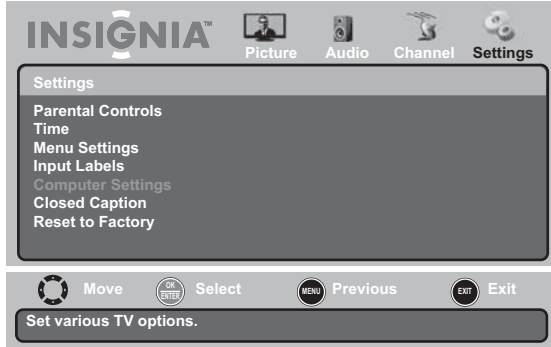 INSIGNIA™
Picture Audio Channel Settings
Settings
Parental Controls
Time
Menu Settings
Input Labels
Computer Settings
Closed Caption
Reset to Factory
Move OK ENTER Select MENU Previous EXIT Exit
Set various TV options.